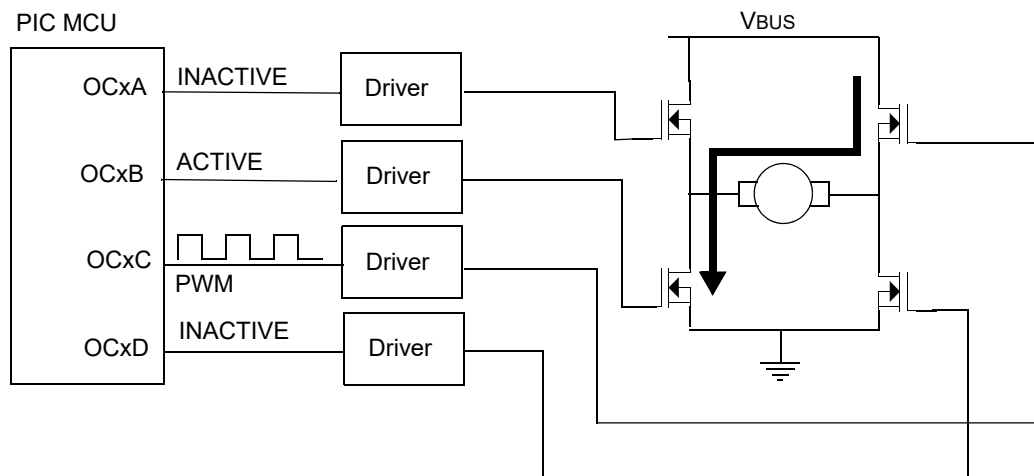 PIC MCU
VBUS
OCxA
INACTIVE
Driver
OCxB
ACTIVE
Driver
OCxC
PWM
Driver
OCxD
INACTIVE
Driver